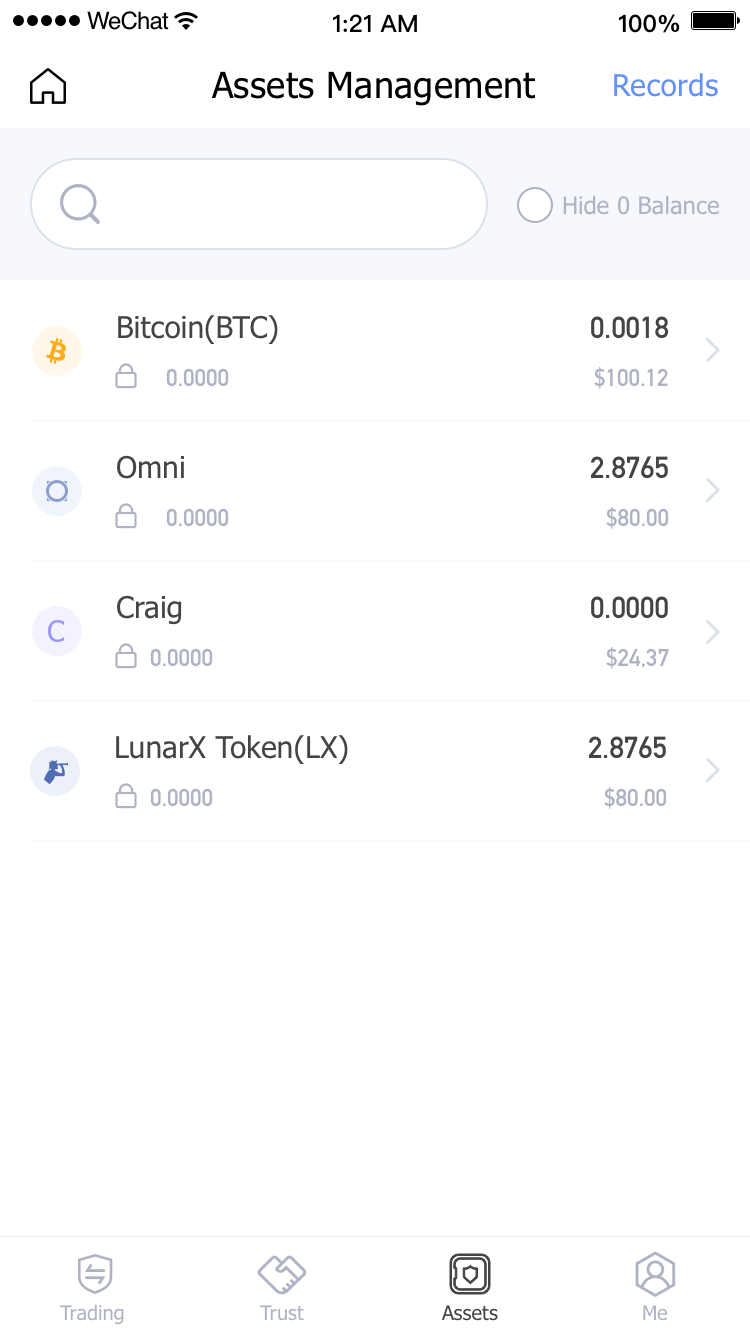 WeChat 1:21 AM 100%
Assets Management Records
Hide 0 Balance
Bitcoin(BTC) 0.0018
0.0000 $100.12
Omni 2.8765
0.0000 $80.00
C
Craig 0.0000
0.0000 $24,37
LunarX Token(LX) 2.8765
0.0000 $80.00
Trading Trust Assets Me